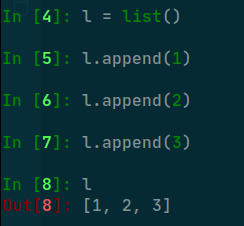 In [4]: l = list()
In [5]: l.append(1)
In [6]: l.append(2)
In [7]: l.append(3)
In [8]: l
Out[8]: [1, 2, 3]